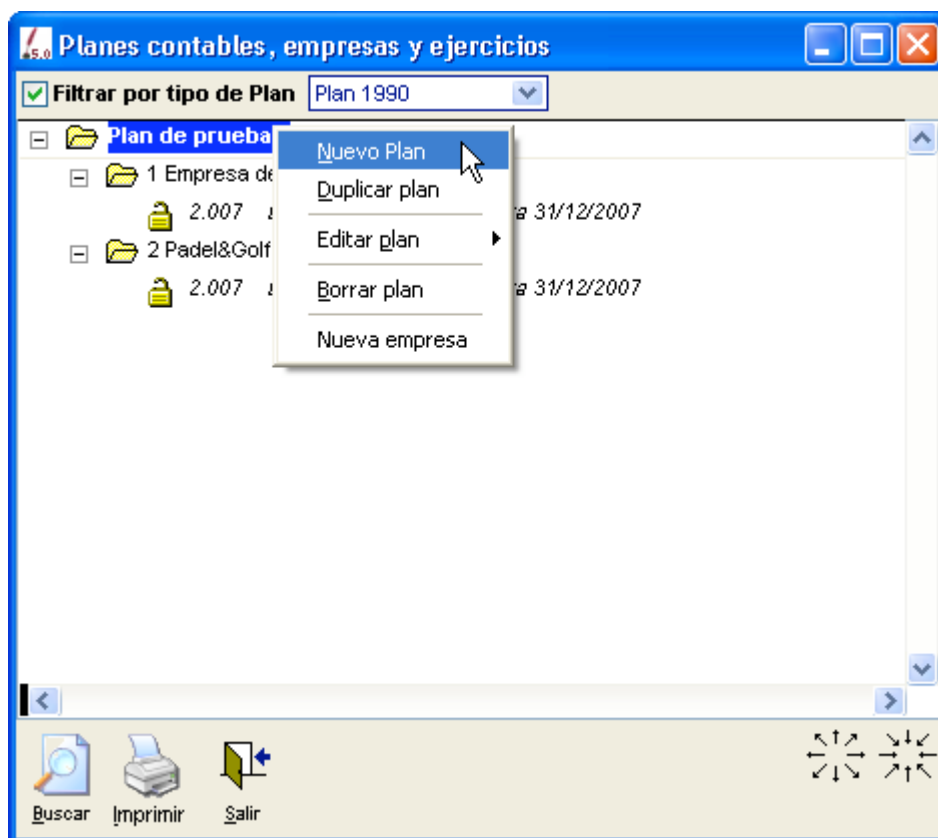 5.0 Planes contables, empresas y ejercicios
Filtrar por tipo de Plan Plan 1990
Plan de prueba
1 Empresa de
2.007 31/12/2007
2 Padel&Golf
2.007 31/12/2007
Nuevo Plan
Duplicar plan
Editar plan
Borrar plan
Nueva empresa
Buscar Imprimir Salir